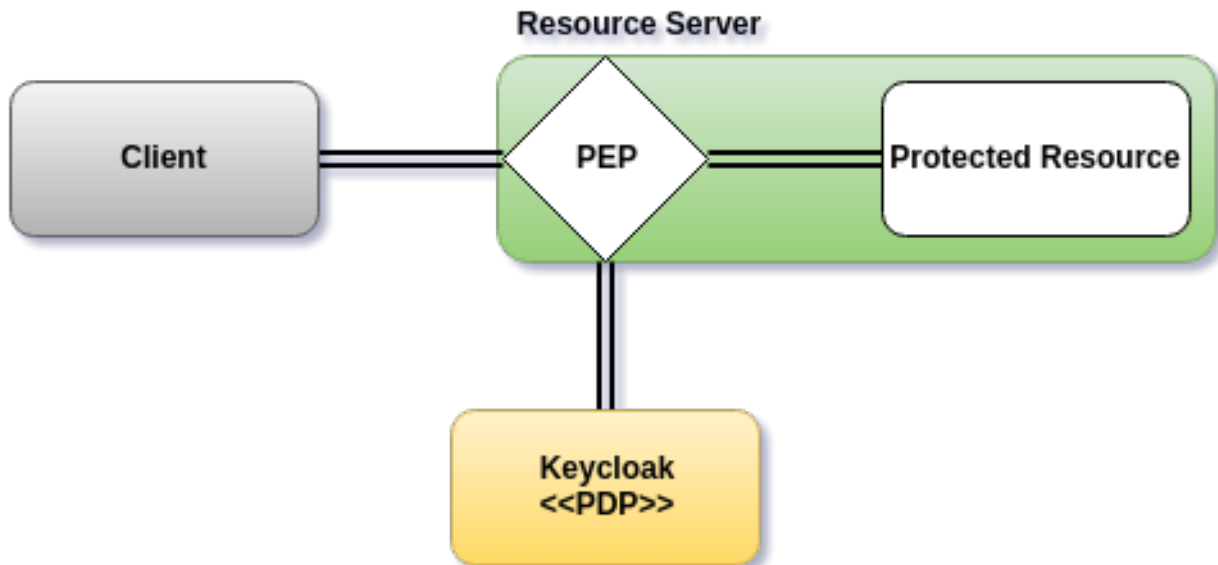 Resource Server
Client
PEP
Protected Resource
Keycloak
<<PDP>>